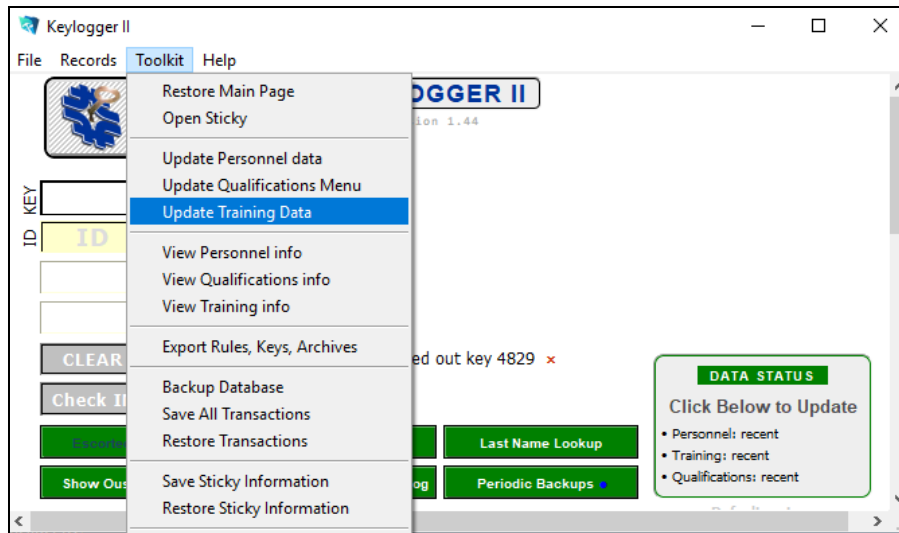 Keylogger II
File Records Toolkit Help
Restore Main Page
Open Sticky
Update Personnel data
Update Qualifications Menu
Update Training Data
View Personnel info
View Qualifications info
View Training info
Export Rules, Keys, Archives
Backup Database
Save All Transactions
Restore Transactions
Save Sticky Information
Restore Sticky Information
OGGER II
ion 1.44
KEY
ID ID
CLEAR
ed out key 4829 ×
Check I
Escorte
Last Name Lookup
Show Ous
og
Periodic Backups
DATA STATUS
Click Below to Update
• Personnel: recent
• Training: recent
• Qualifications: recent